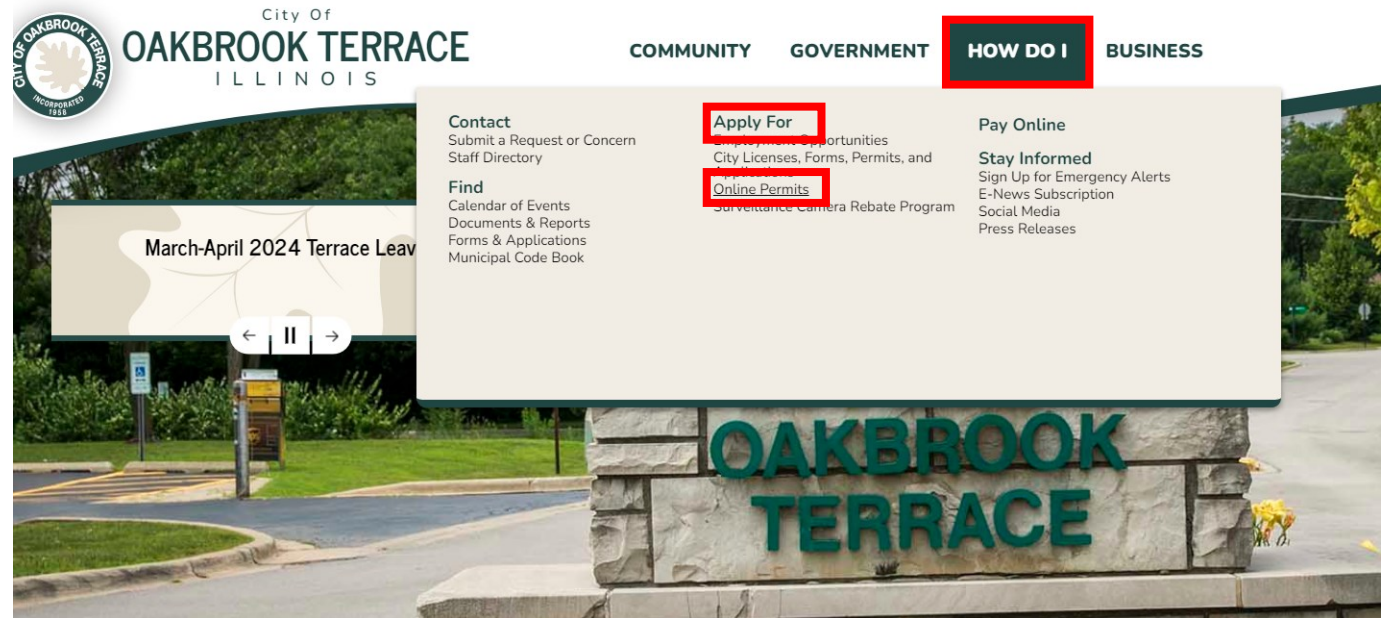 City Of
OAKBROOK TERRACE
ILLINOIS
CITY OF OAKBROOK TERRACE
INCORPORATED
1958
COMMUNITY GOVERNMENT HOW DO I BUSINESS
Contact
Submit a Request or Concern
Staff Directory
Find
Calendar of Events
Documents & Reports
Forms & Applications
Municipal Code Book
Apply For
Employment Opportunities
City Licenses, Forms, Permits, and
Applications
Online Permits
Surveillance Camera Rebate Program
Pay Online
Stay Informed
Sign Up for Emergency Alerts
E-News Subscription
Social Media
Press Releases
March-April 2024 Terrace Leav
OAKBROOK
TERRACE